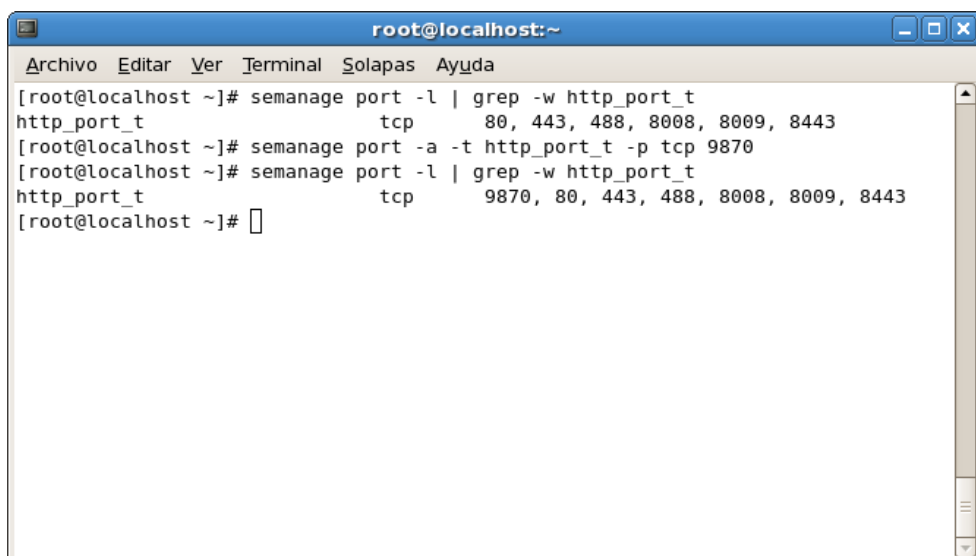 root@localhost:~
Archivo Editar Ver Terminal Solapas Ayuda
[root@localhost ~]# semanage port -l | grep -w http_port_t
http_port_t                    tcp      80, 443, 488, 8008, 8009, 8443
[root@localhost ~]# semanage port -a -t http_port_t -p tcp 9870
[root@localhost ~]# semanage port -l | grep -w http_port_t
http_port_t                    tcp      9870, 80, 443, 488, 8008, 8009, 8443
[root@localhost ~]#